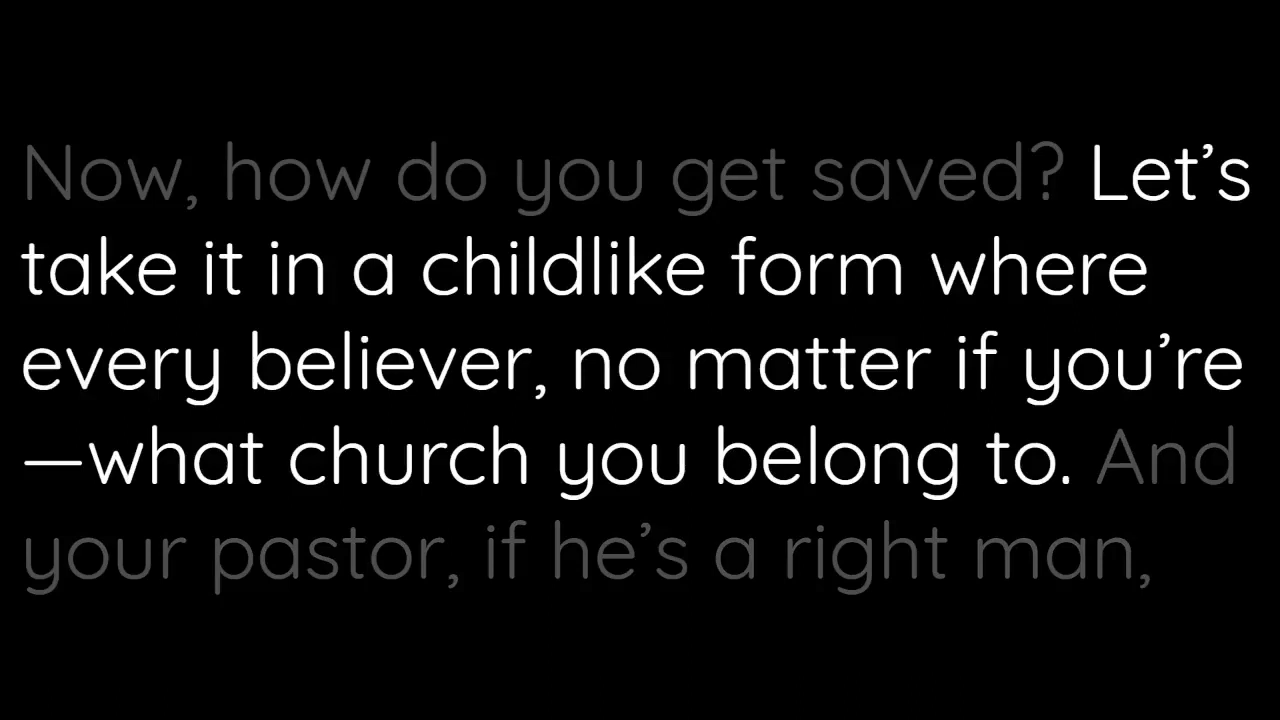 Now, how do you get saved? Let’s
take it in a childlike form where
every believer, no matter if you’re
—what church you belong to. And
your pastor, if he’s a right man,